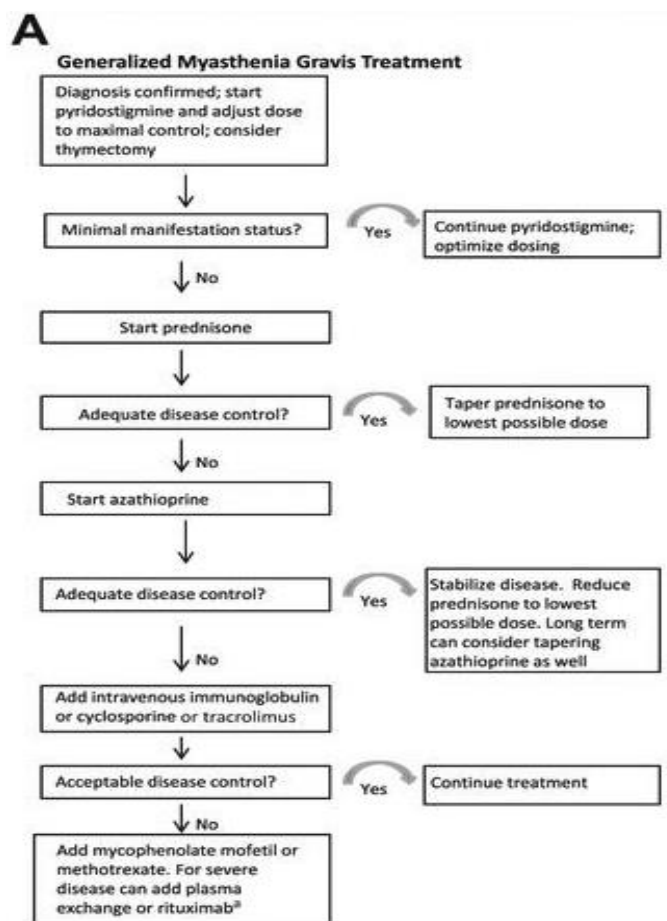 A
Generalized Myasthenia Gravis Treatment
Diagnosis confirmed; start
pyridostigmine and adjust dose
to maximal control; consider
thymectomy
Minimal manifestation status?
Yes
Continue pyridostigmine;
optimize dosing
No
Start prednisone
Adequate disease control?
Yes
Taper prednisone to
lowest possible dose
No
Start azathioprine
Adequate disease control?
Yes
Stabilize disease. Reduce
prednisone to lowest
possible dose. Long term
can consider tapering
azathioprine as well
No
Add intravenous immunoglobulin
or cyclosporine or tracrolimus
Acceptable disease control?
Yes
Continue treatment
No
Add mycophenolate mofetil or
methotrexate. For severe
disease can add plasma
exchange or rituximabᵃ